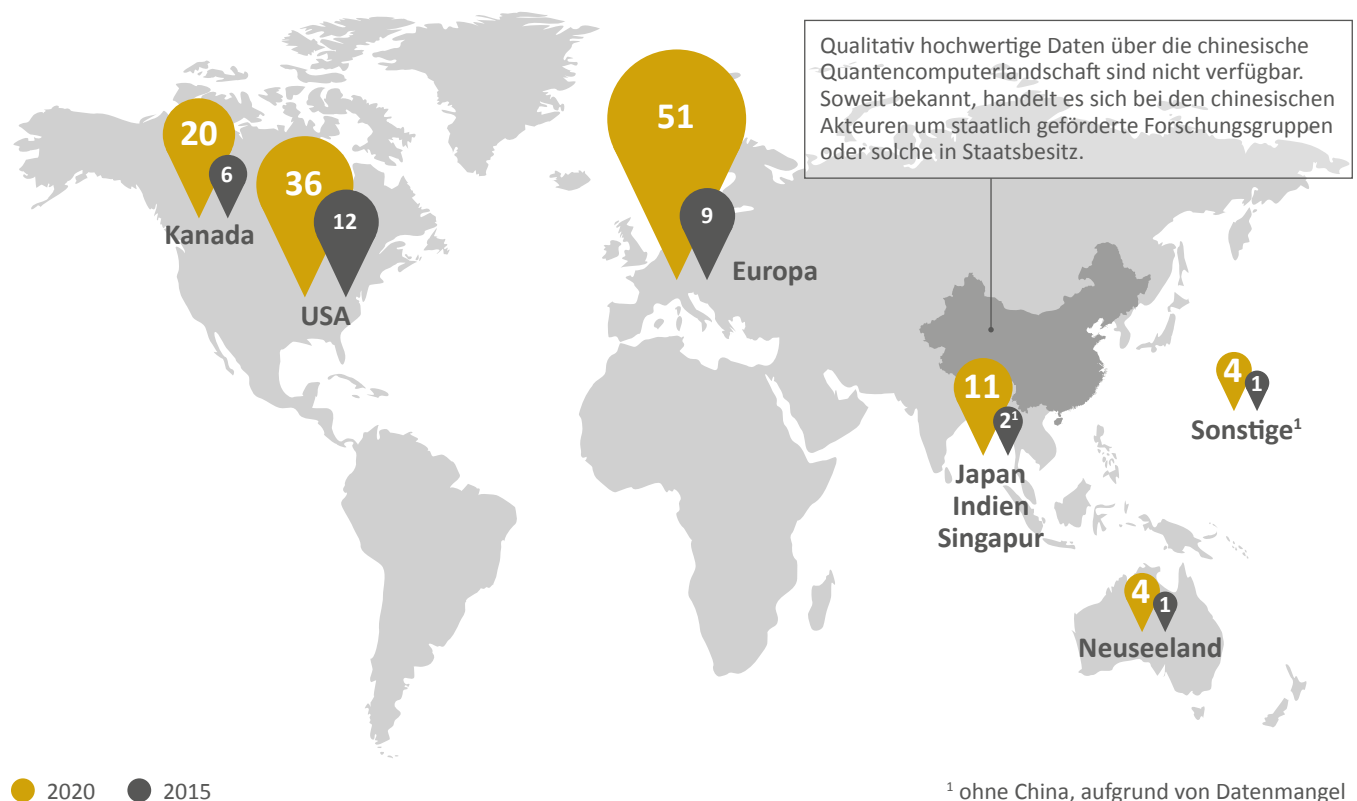 Qualitativ hochwertige Daten über die chinesische
Quantencomputerlandschaft sind nicht verfügbar.
Soweit bekannt, handelt es sich bei den chinesischen
Akteuren um staatlich geförderte Forschungsgruppen
oder solche in Staatsbesitz.
20
6
Kanada
36
12
USA
51
9
Europa
11
2¹
Japan
Indien
Singapur
4
1
Sonstige¹
4
1
Neuseeland
2020
2015
¹ ohne China, aufgrund von Datenmangel